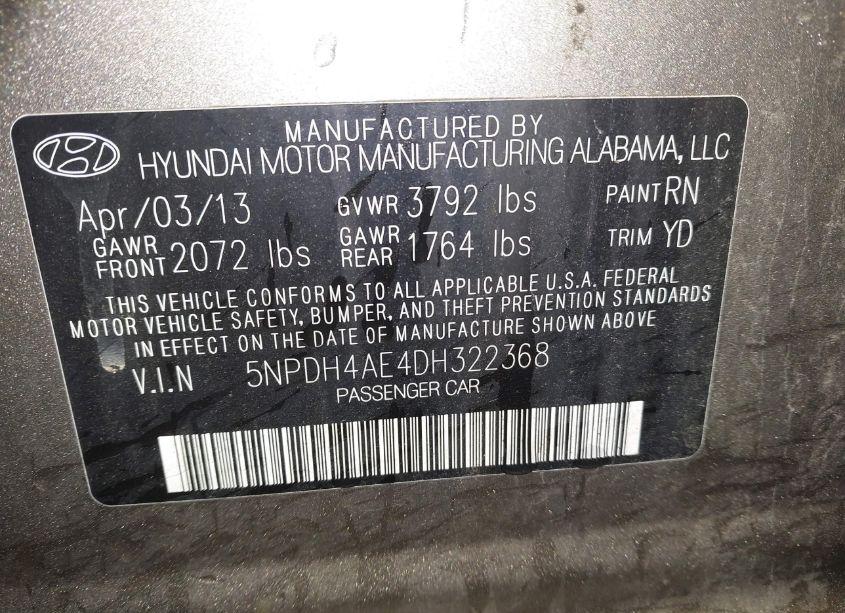 MANUFACTURED BY
HYUNDAI MOTOR MANUFACTURING ALABAMA, LLC
Apr/03/13 GVWR 3792 lbs PAINT RN
GAWR FRONT 2072 lbs GAWR REAR 1764 lbs TRIM YD
THIS VEHICLE CONFORMS TO ALL APPLICABLE U.S.A. FEDERAL
MOTOR VEHICLE SAFETY, BUMPER, AND THEFT PREVENTION STANDARDS
IN EFFECT ON THE DATE OF MANUFACTURE SHOWN ABOVE
V.I.N 5NPDH4AE4DH322368
PASSENGER CAR